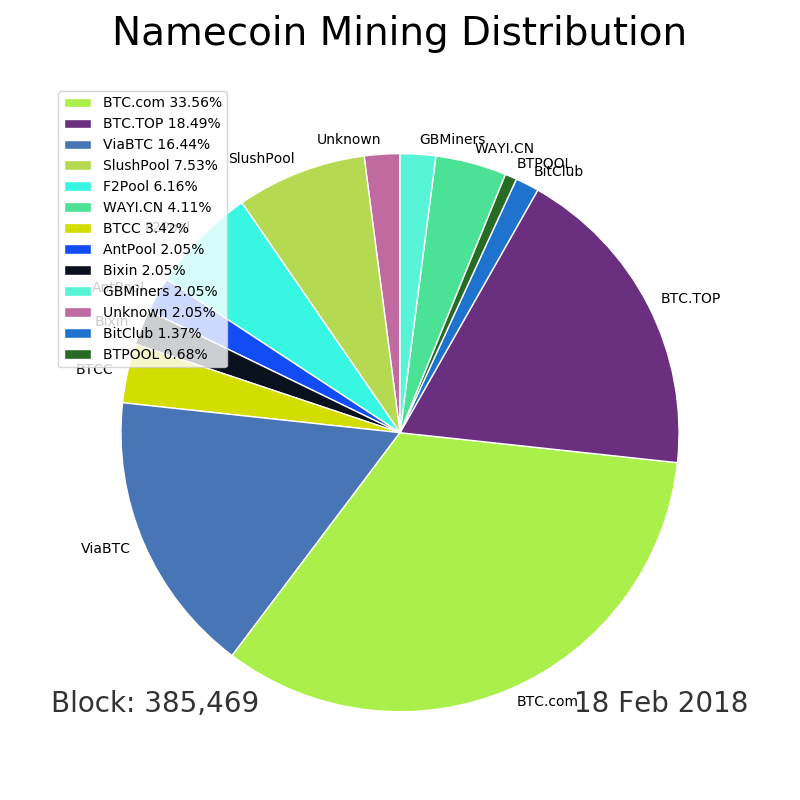 Namecoin Mining Distribution
BTC.com 33.56%
BTC.TOP 18.49%
ViaBTC 16.44%
SlushPool 7.53%
F2Pool 6.16%
WAYI.CN 4.11%
BTCC 3.42%
AntPool 2.05%
Bixin 2.05%
GBMiners 2.05%
Unknown 2.05%
BitClub 1.37%
BTPOOL 0.68%
Unknown
GBMiners
WAYI.CN
BTPOOL
BitClub
SlushPool
F2Pool
AntPool
Bixin
BTCC
BTC.TOP
ViaBTC
BTC.com
Block: 385,469
18 Feb 2018